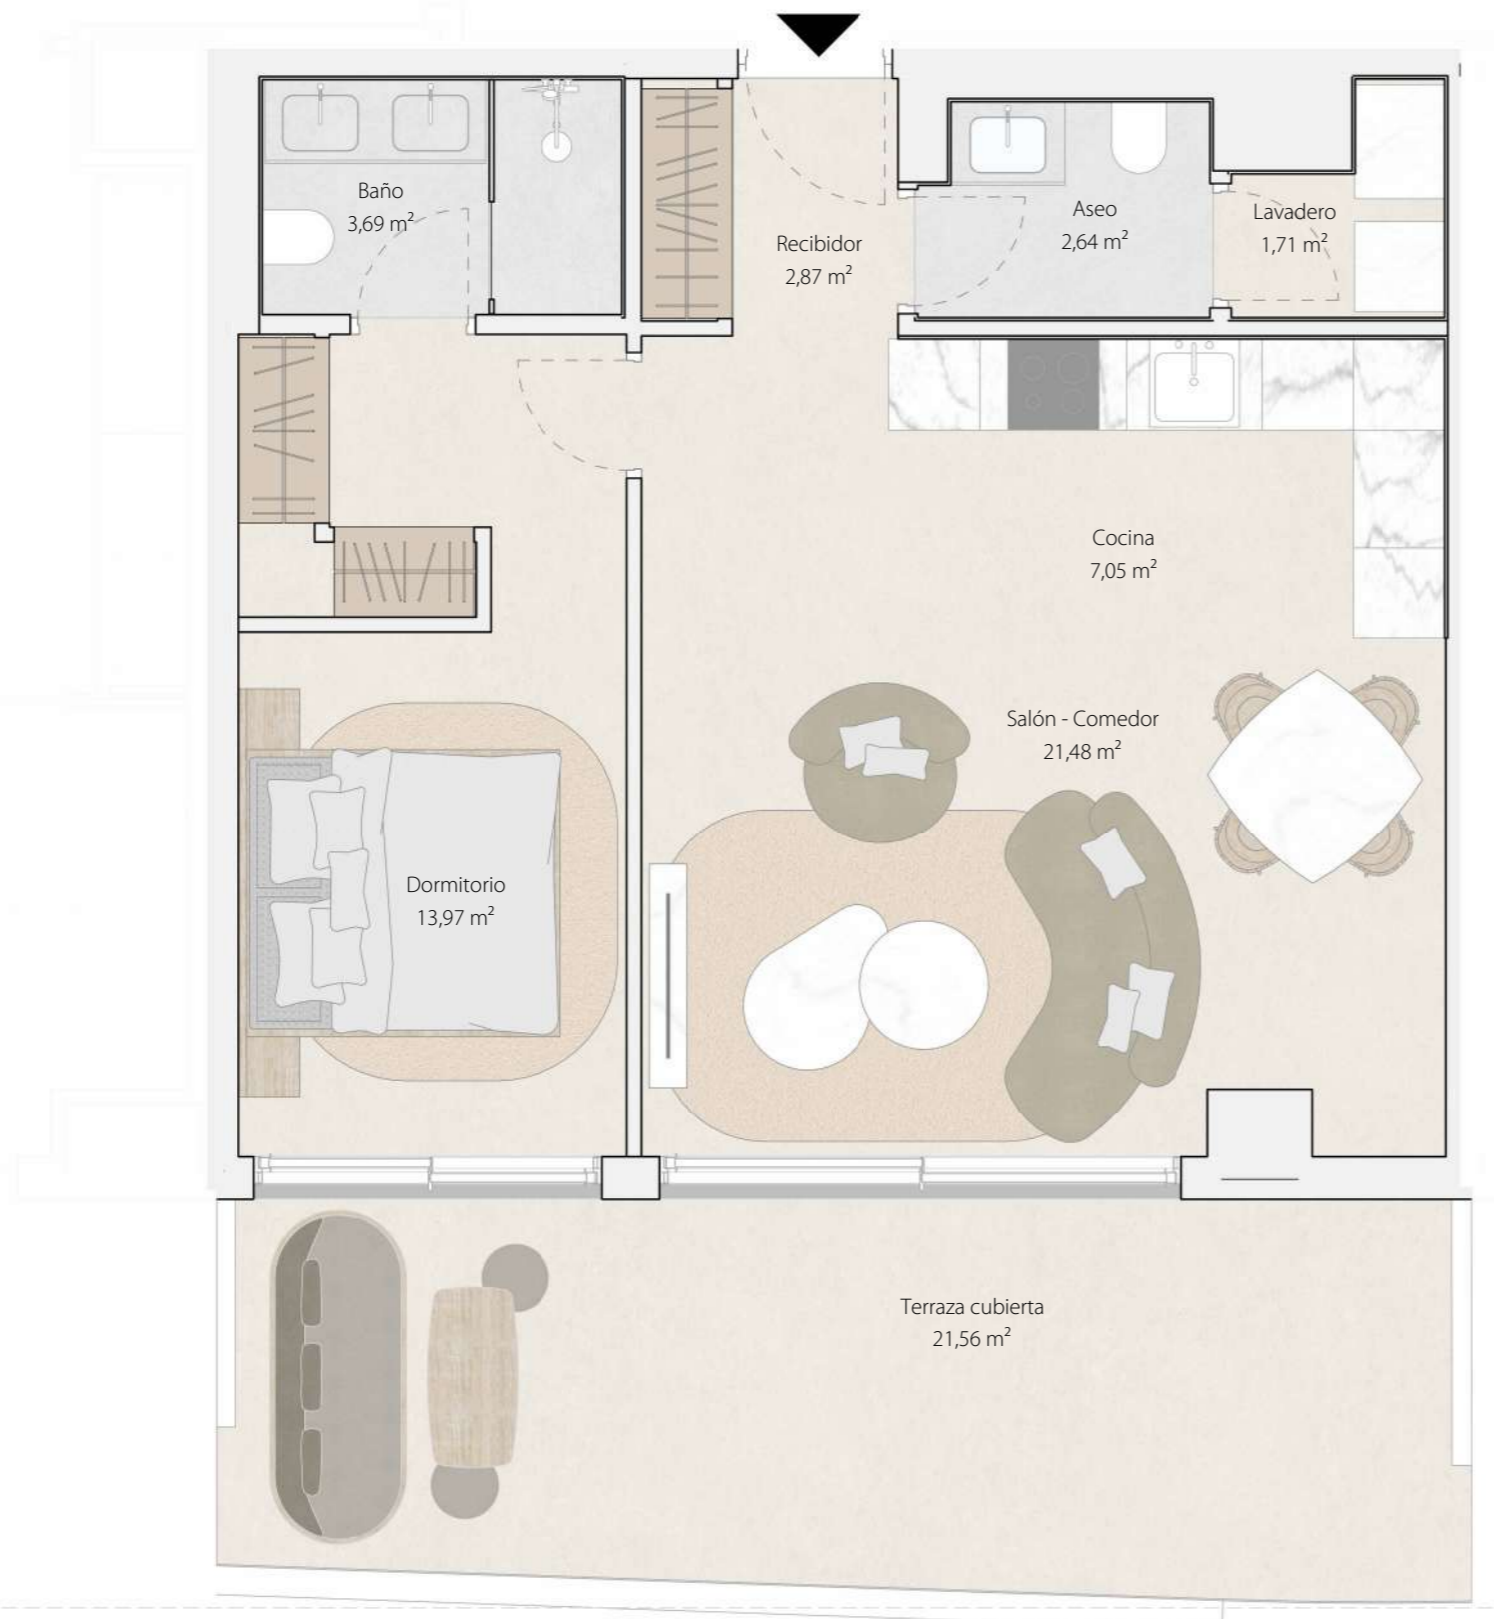 Baño
3,69 m²
Recibidor
2,87 m²
Aseo
2,64 m²
Lavadero
1,71 m²
Cocina
7,05 m²
Salón - Comedor
21,48 m²
Dormitorio
13,97 m²
Terraza cubierta
21,56 m²